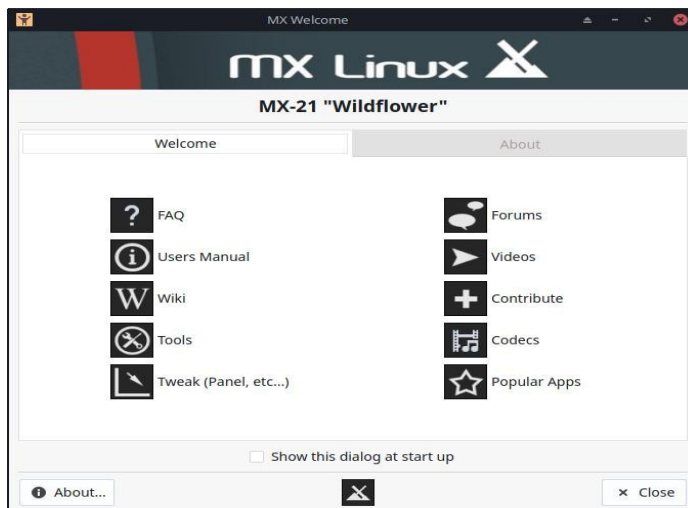 MX Welcome
MX Linux
MX-21 "Wildflower"
Welcome
About
FAQ
Forums
Users Manual
Videos
Wiki
Contribute
Tools
Codecs
Tweak (Panel, etc...)
Popular Apps
Show this dialog at start up
About...
Close